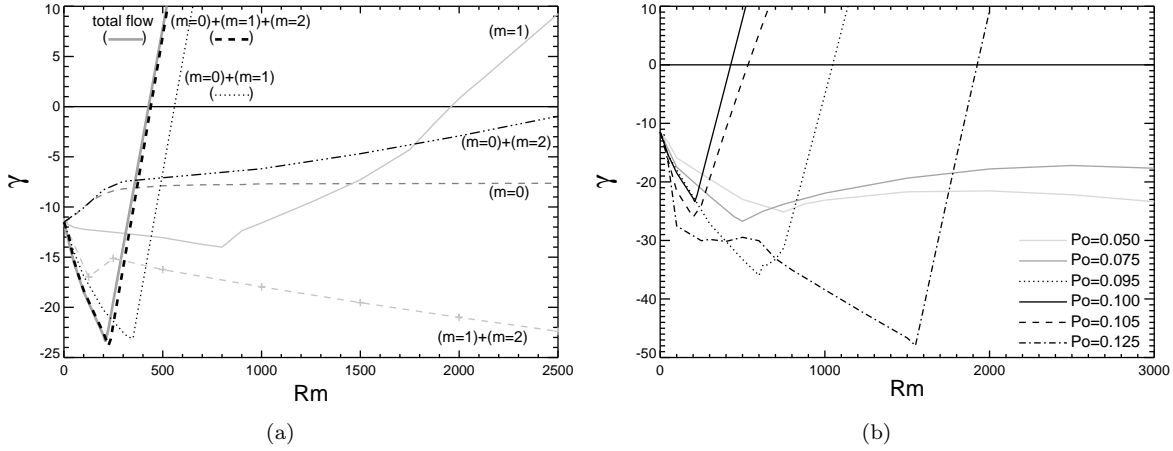 total flow
(m=0)+(m=1)+(m=2)
( )
( )
(m=0)+(m=1)
( )
(m=1)
(m=0)+(m=2)
(m=0)
(m=1)+(m=2)
10
5
0
-5
-10
-15
-20
-25
γ
0
500
1000
1500
2000
2500
Rm
(a)
10
0
-10
-20
-30
-40
-50
γ
Po=0.050
Po=0.075
Po=0.095
Po=0.100
Po=0.105
Po=0.125
0
1000
2000
3000
Rm
(b)